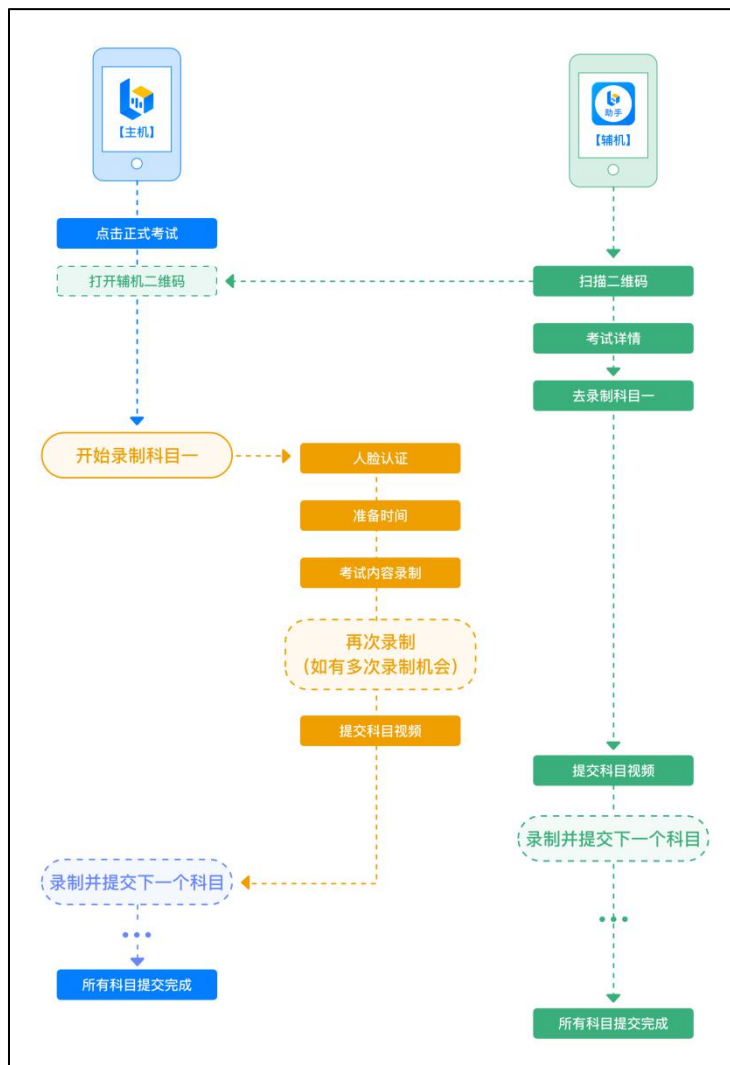 【主机】
助手
【辅机】
点击正式考试
打开辅机二维码
扫描二维码
考试详情
去录制科目一
开始录制科目一
人脸认证
准备时间
考试内容录制
再次录制
（如有多次录制机会）
提交科目视频
提交科目视频
录制并提交下一个科目
录制并提交下一个科目
所有科目提交完成
所有科目提交完成